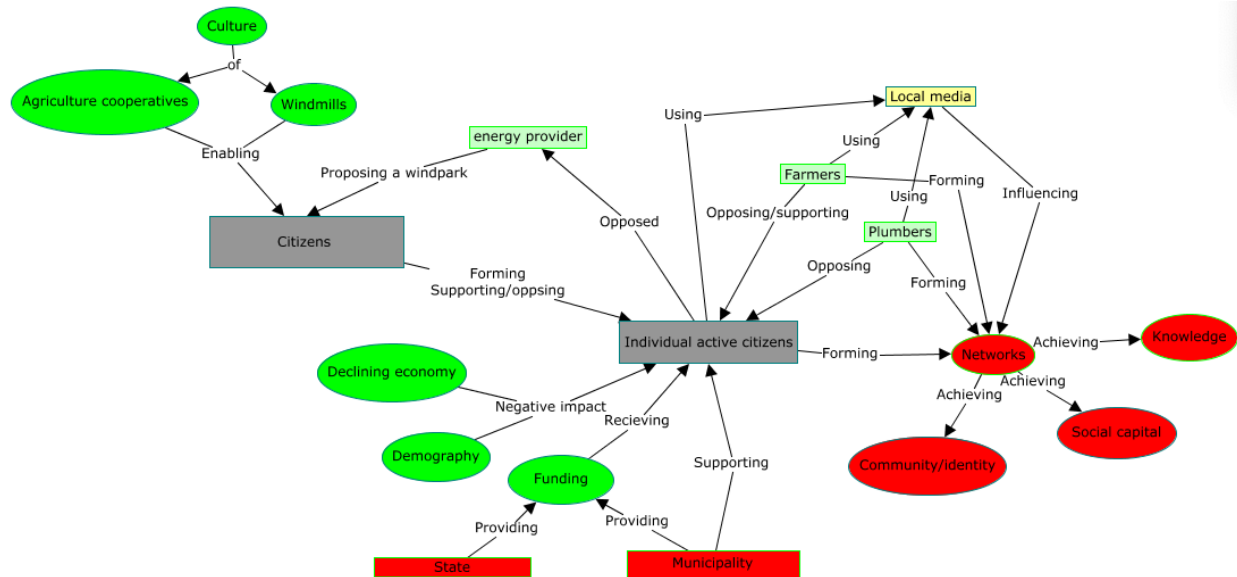 Culture
of
Agriculture cooperatives
Windmills
Local media
Using
energy provider
Using
Enabling
Proposing a windpark
Farmers
Forming
Using
Influencing
Opposing/supporting
Opposed
Plumbers
Citizens
Opposing
Forming
Forming
Supporting/oppsing
Individual active citizens
Forming
Networks
Achieving
Knowledge
Declining economy
Achieving
Achieving
Negative impact
Recieving
Social capital
Demography
Supporting
Community/identity
Funding
Providing
Providing
State
Municipality